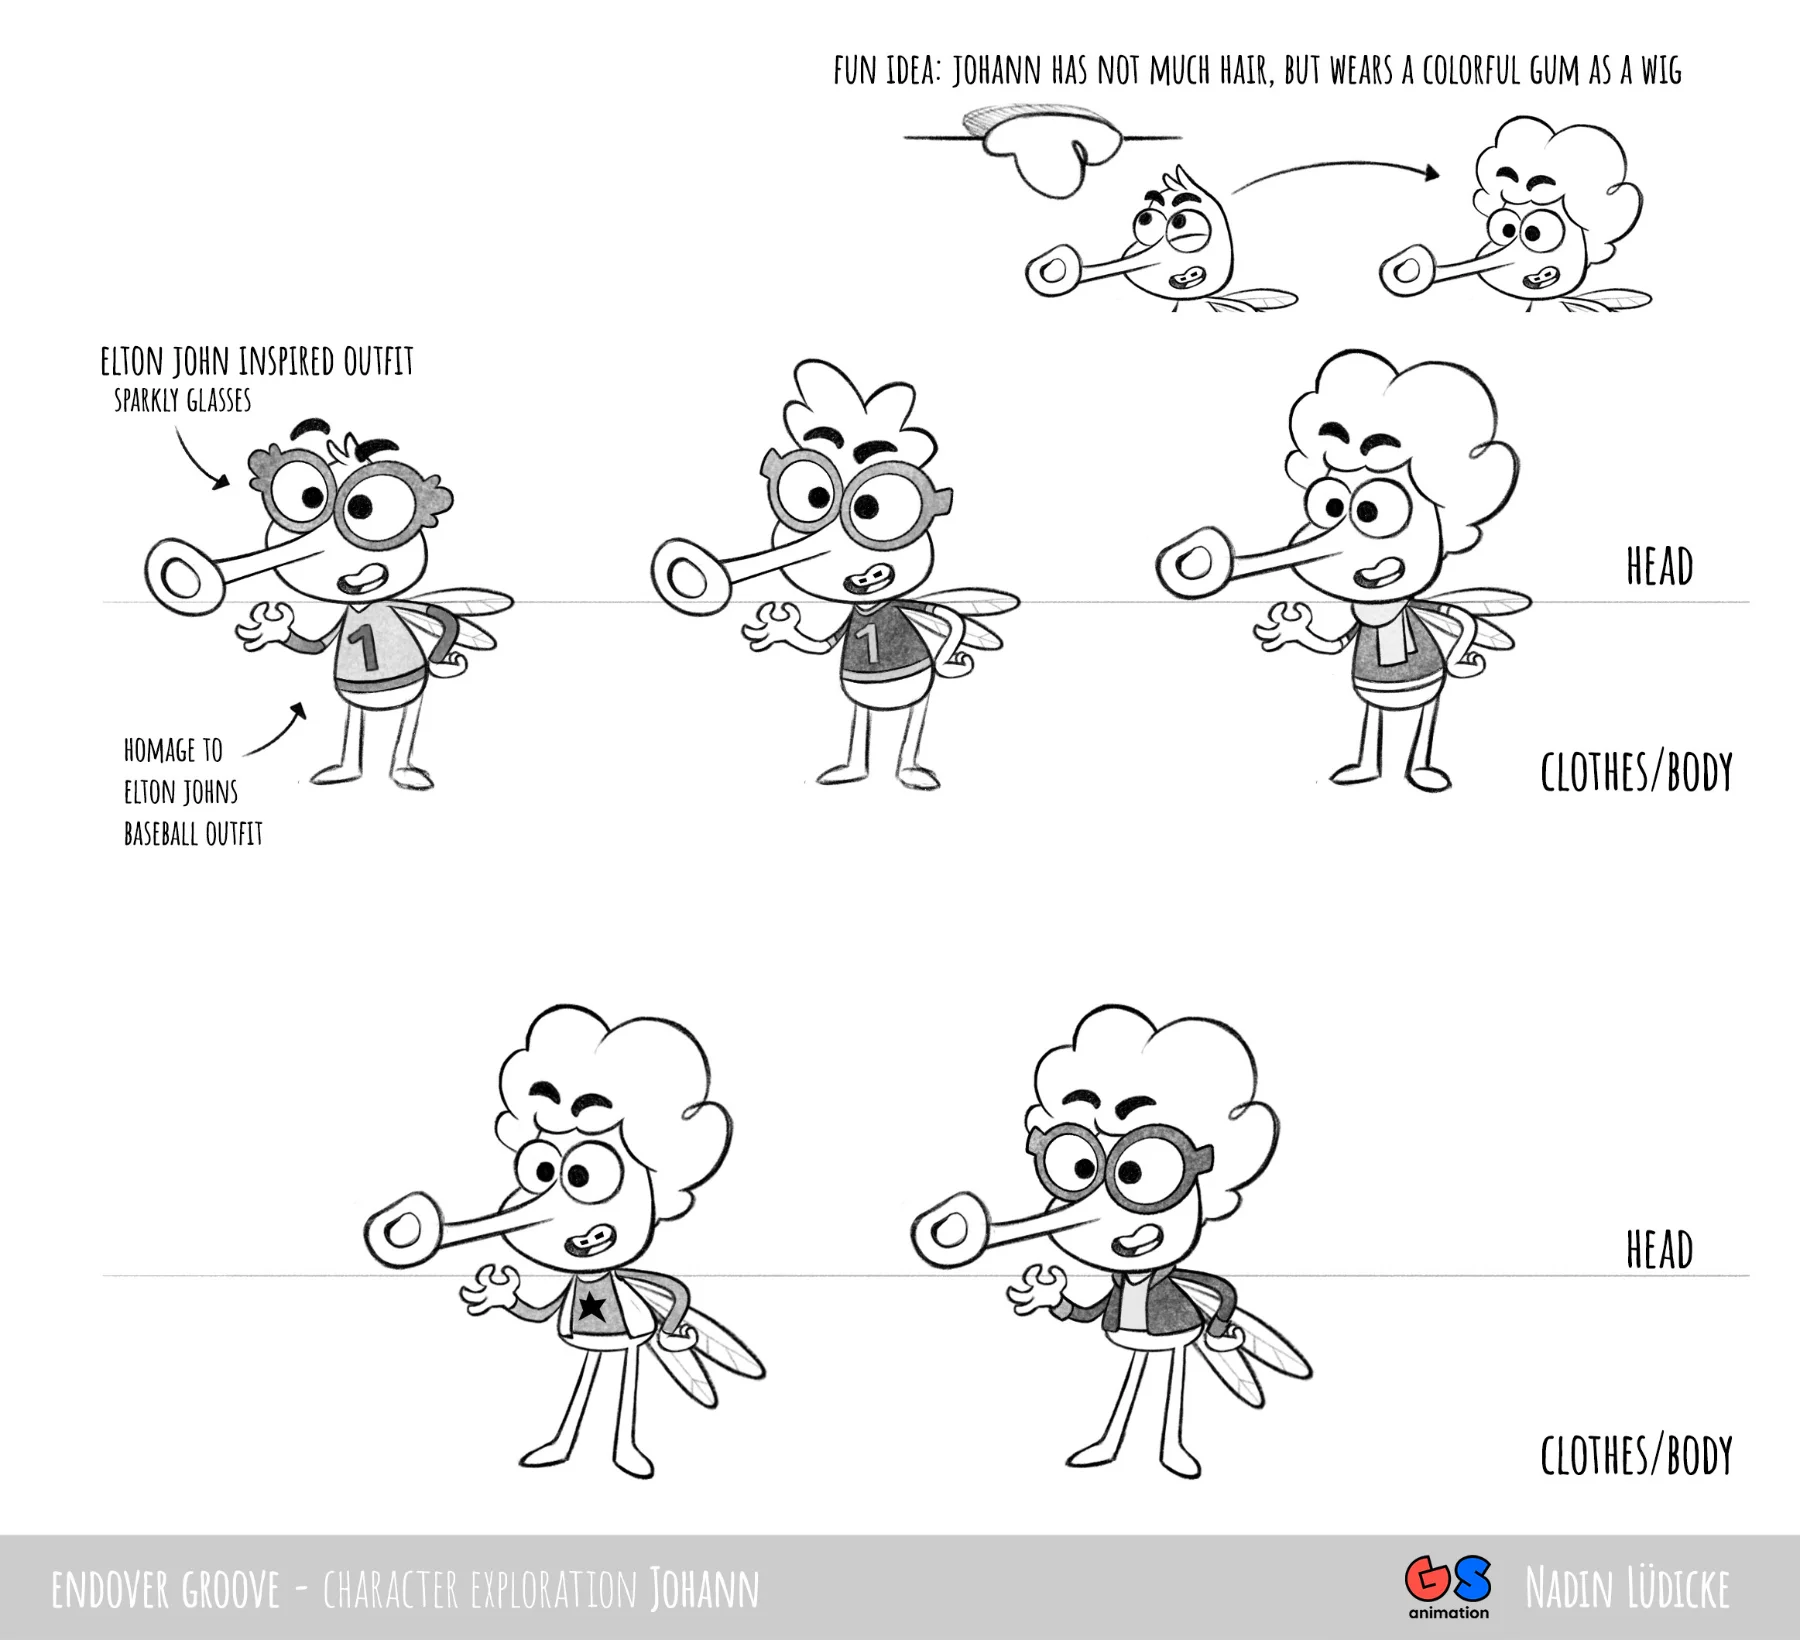 FUN IDEA: JOHANN HAS NOT MUCH HAIR, BUT WEARS A COLORFUL GUM AS A WIG
ELTON JOHN INSPIRED OUTFIT
SPARKLY GLASSES
1
1
HEAD
HOMAGE TO
ELTON JOHNS
BASEBALL OUTFIT
CLOTHES/BODY
HEAD
CLOTHES/BODY
ENDOVER GROOVE - CHARACTER EXPLORATION JOHANN
GS
animation
NADIN LÜDICKE